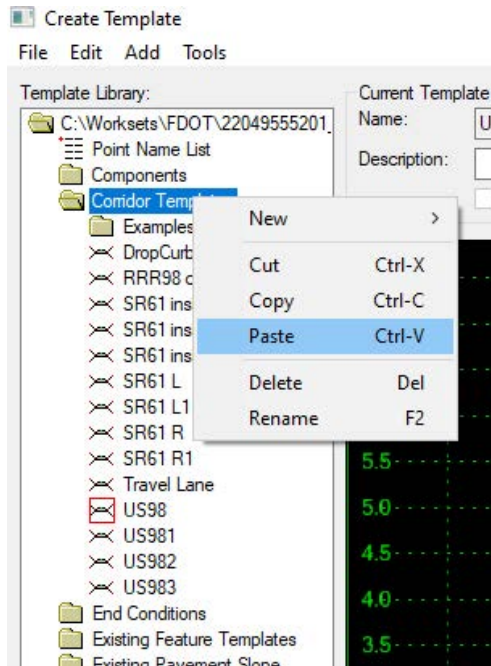 Create Template
File Edit Add Tools
Template Library:
Current Template
C:\Worksets\FDOT\22049555201_
Name:
Point Name List
Description:
Components
Corridor
New >
Examples
Cut Ctrl-X
DropCurb
Copy Ctrl-C
RRR98
SR61 ins
Paste Ctrl-V
SR61 ins
SR61 ins
Delete Del
SR61 L
Rename F2
SR61 L1
SR61 R
SR61 R1
5.5
Travel Lane
US98
5.0
US981
US982
4.5
US983
4.0
End Conditions
Existing Feature Templates
3.5
Existing Pavement Slope